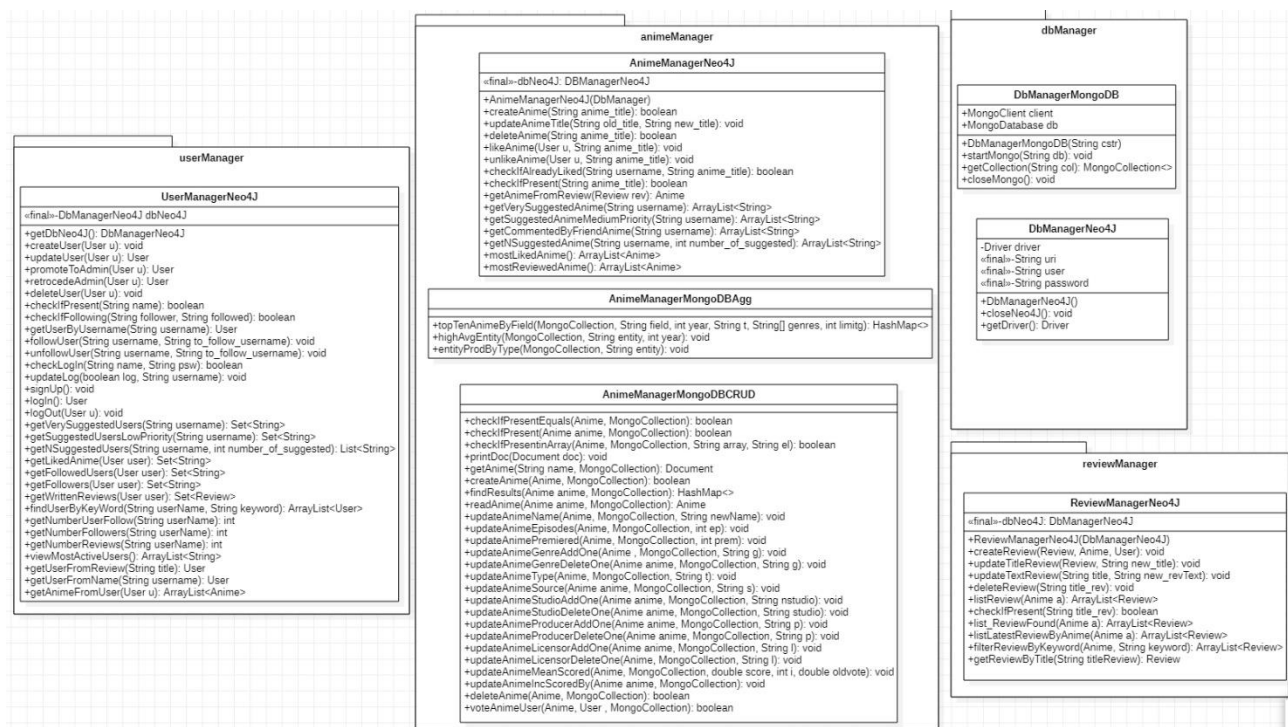 userManager
UserManagerNeo4J
«final»-DbManagerNeo4J dbNeo4J
+getDbNeo4J(): DbManagerNeo4J
+createUser(User u): void
+updateUser(User u): User
+promoteToAdmin(User u): User
+retrocedeAdmin(User u): User
+deleteUser(User u): void
+checkIfPresent(String name): boolean
+checkIfFollowing(String follower, String followed): boolean
+getUserByUsername(String username): User
+followUser(String username, String to_follow_username): void
+unfollowUser(String username, String to_follow_username): void
+checkLogIn(String name, String psw): boolean
+updateLog(boolean log, String username): void
+signUp(): void
+logIn(): User
+logOut(User u): void
+getVerySuggestedUsers(String username): Set<String>
+getSuggestedUsersLowPriority(String username): Set<String>
+getNSuggestedUsers(String username, int number_of_suggested): List<String>
+getLikedAnime(User user): Set<String>
+getFollowedUsers(User user): Set<String>
+getFollowers(User user): Set<String>
+getWrittenReviews(User user): Set<Review>
+findUserByKeyWord(String userName, String keyword): ArrayList<User>
+getNumberUserFollow(String userName): int
+getNumberFollowers(String userName): int
+getNumberReviews(String userName): int
+viewMostActiveUsers(): ArrayList<String>
+getUserFromReview(String title): User
+getUserFromName(String username): User
+getAnimeFromUser(User u): ArrayList<Anime>
animeManager
AnimeManagerNeo4J
«final»-dbNeo4J: DBManagerNeo4J
+AnimeManagerNeo4J(DbManager)
+createAnime(String anime_title): boolean
+updateAnimeTitle(String old_title, String new_title): void
+deleteAnime(String anime_title): boolean
+likeAnime(User u, String anime_title): void
+unlikeAnime(User u, String anime_title): void
+checkIfAlreadyLiked(String username, String anime_title): boolean
+checkIfPresent(String anime_title): boolean
+getAnimeFromReview(Review rev): Anime
+getVerySuggestedAnime(String username): ArrayList<String>
+getSuggestedAnimeMediumPriority(String username): ArrayList<String>
+getCommentedByFriendAnime(String username): ArrayList<String>
+getNSuggestedAnime(String username, int number_of_suggested): ArrayList<String>
+mostLikedAnime(): ArrayList<Anime>
+mostReviewedAnime(): ArrayList<Anime>
AnimeManagerMongoDBAgg
+topTenAnimeByField(MongoCollection, String field, int year, String t, String[] genres, int limitg): HashMap<>
+highAvgEntity(MongoCollection, String entity, int year): void
+entityProdByType(MongoCollection, String entity): void
AnimeManagerMongoDBCRUD
+checkIfPresentEquals(Anime, MongoCollection): boolean
+checkIfPresent(Anime anime, MongoCollection): boolean
+checkIfPresentinArray(Anime, MongoCollection, String array, String el): boolean
+printDoc(Document doc): void
+getAnime(String name, MongoCollection): Document
+createAnime(Anime, MongoCollection): boolean
+findResults(Anime anime, MongoCollection): HashMap<>
+readAnime(Anime anime, MongoCollection): Anime
+updateAnimeName(Anime, MongoCollection, String newName): void
+updateAnimeEpisodes(Anime, MongoCollection, int ep): void
+updateAnimePremiered(Anime, MongoCollection, int prem): void
+updateAnimeGenreAddOne(Anime , MongoCollection, String g): void
+updateAnimeGenreDeleteOne(Anime anime, MongoCollection, String g): void
+updateAnimeType(Anime, MongoCollection, String t): void
+updateAnimeSource(Anime anime, MongoCollection, String s): void
+updateAnimeStudioAddOne(Anime anime, MongoCollection, String nstudio): void
+updateAnimeStudioDeleteOne(Anime anime, MongoCollection, String studio): void
+updateAnimeProducerAddOne(Anime anime, MongoCollection, String p): void
+updateAnimeProducerDeleteOne(Anime anime, MongoCollection, String p): void
+updateAnimeLicensorAddOne(Anime anime, MongoCollection, String l): void
+updateAnimeLicensorDeleteOne(Anime anime, MongoCollection, String l): void
+updateAnimeMeanScored(Anime, MongoCollection, double score, int i, double oldvote): void
+updateAnimeIncScoredBy(Anime anime, MongoCollection): void
+deleteAnime(Anime, MongoCollection): boolean
+voteAnimeUser(Anime, User , MongoCollection): boolean
dbManager
DbManagerMongoDB
+MongoClient client
+MongoDatabase db
+DbManagerMongoDB(String cstr)
+startMongo(String db): void
+getCollection(String col): MongoCollection<>
+closeMongo(): void
DbManagerNeo4J
-Driver driver
«final»-String uri
«final»-String user
«final»-String password
+DbManagerNeo4J()
+closeNeo4J(): void
+getDriver(): Driver
reviewManager
ReviewManagerNeo4J
«final»-dbNeo4J: DbManagerNeo4J
+ReviewManagerNeo4J(DbManagerNeo4J)
+createReview(Review, Anime, User): void
+updateTitleReview(Review, String new_title): void
+updateTextReview(String title, String new_revText): void
+deleteReview(String title_rev): void
+listReview(Anime a): ArrayList<Review>
+checkIfPresent(String title_rev): boolean
+list_ReviewFound(Anime a): ArrayList<Review>
+listLatestReviewByAnime(Anime a): ArrayList<Review>
+filterReviewByKeyword(Anime, String keyword): ArrayList<Review>
+getReviewByTitle(String titleReview): Review